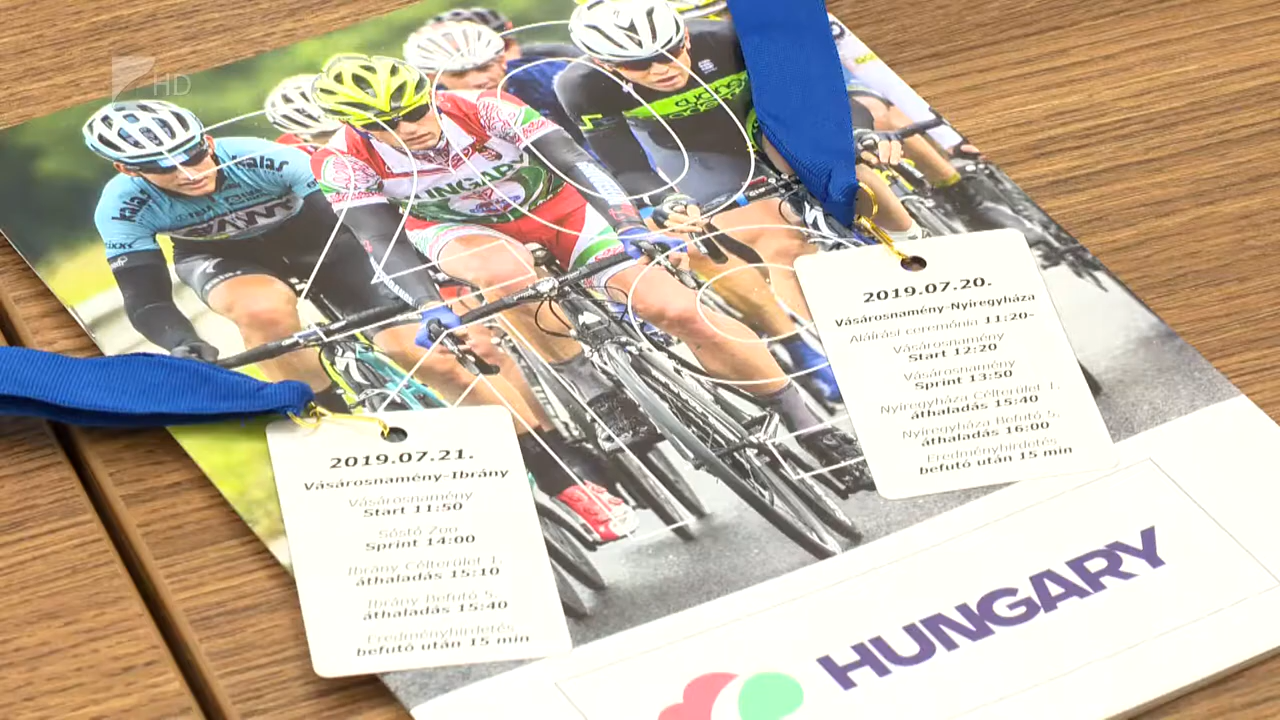 HD
kalas
HUNGARY
2019.07.20.
Vásárosnamény-Nyíregyháza
Aláírási ceremónia 11:20-
Vásárosnamény
Start 12:20
Vásárosnamény
Sprint 13:50
Nyíregyháza Célterület 1.
áthaladás 15:40
Nyíregyháza Befutó 5.
áthaladás 16:00
Eredményhirdetés
befutó után 15 min
2019.07.21.
Vásárosnamény-Ibrány
Vásárosnamény
Start 11:50
Sóstó Zoo
Sprint 14:00
Ibrány Célterület 1.
áthaladás 15:10
Ibrány Befutó 5.
áthaladás 15:40
Eredményhirdetés
befutó után 15 min
HUNGARY